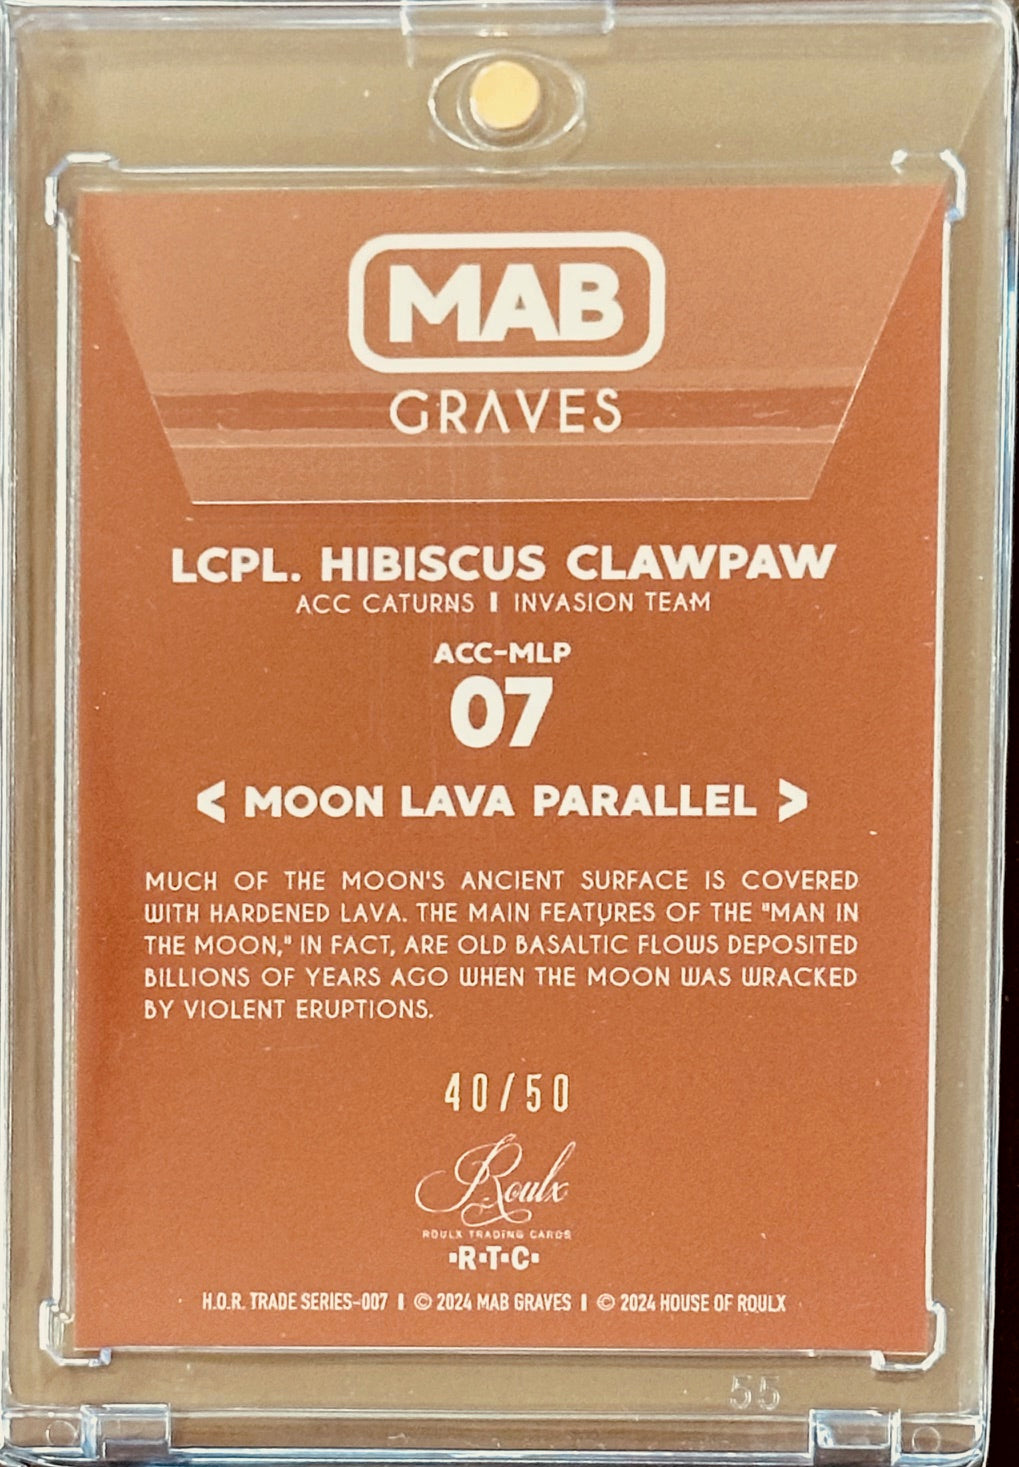 MAB
GRAVES
LCPL. HIBISCUS CLAWPAW
ACC CATURNS | INVASION TEAM
ACC-MLP
07
< MOON LAVA PARALLEL >
MUCH OF THE MOON'S ANCIENT SURFACE IS COVERED
WITH HARDENED LAVA. THE MAIN FEATURES OF THE "MAN IN
THE MOON," IN FACT, ARE OLD BASALTIC FLOWS DEPOSITED
BILLIONS OF YEARS AGO WHEN THE MOON WAS WRACKED
BY VIOLENT ERUPTIONS.
40/50
Roulx
ROULX TRADING CARDS
·R·T·C·
H.O.R. TRADE SERIES-007 | © 2024 MAB GRAVES | © 2024 HOUSE OF ROULX
55